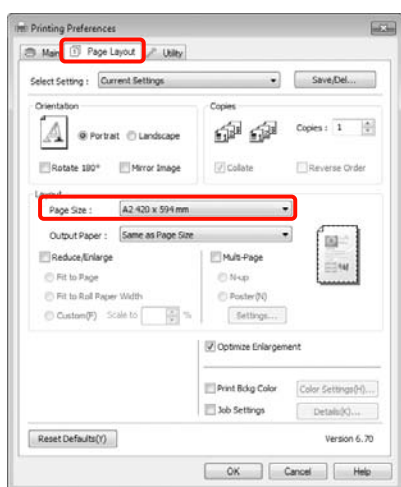 Printing Preferences
Main Page Layout Utility
Select Setting : Current Settings Save/Del...
Orientation Copies
Portrait Landscape Copies : 1
Rotate 180° Mirror Image Collate Reverse Order
Layout
Page Size : A2 420 x 594 mm
Output Paper : Same as Page Size
Reduce/Enlarge Multi-Page
Fit to Page N-up
Fit to Roll Paper Width Poster(N)
Custom(F) Scale to % Settings...
Optimize Enlargement
Print Bckg Color Color Settings(H)...
Job Settings Details(K)...
Reset Defaults(Y) Version 6.70
OK Cancel Help